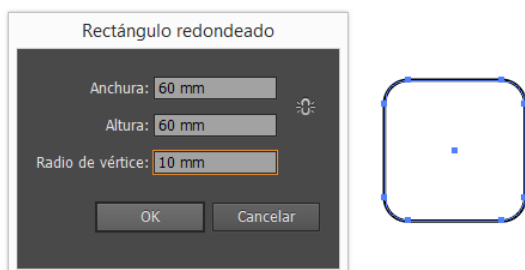 Rectángulo redondeado
Anchura: 60 mm
Altura: 60 mm
Radio de vértice: 10 mm
OK Cancelar